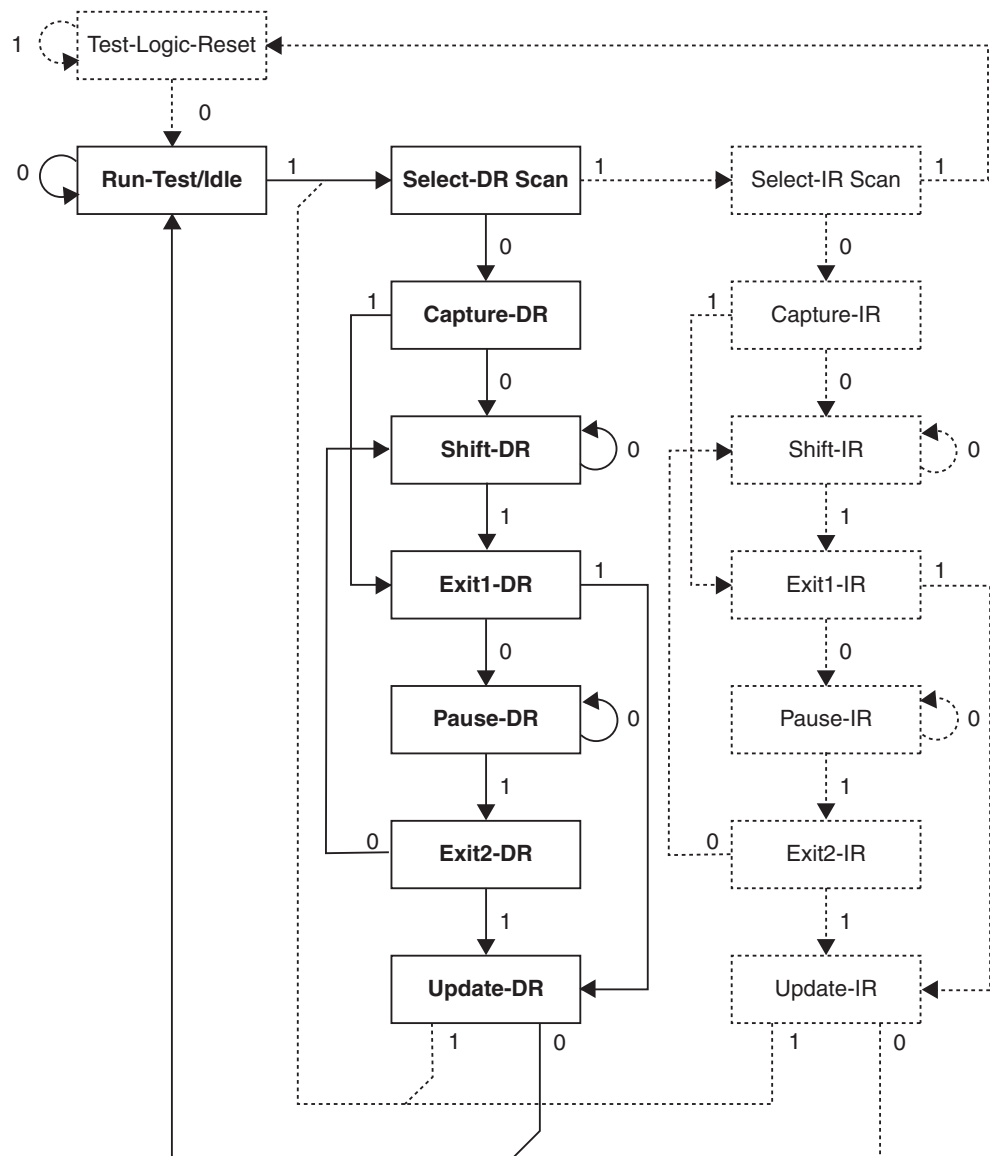 1
Test-Logic-Reset
0
0
Run-Test/Idle
1
Select-DR Scan
1
Select-IR Scan
1
0
0
1
Capture-DR
1
Capture-IR
0
0
Shift-DR
0
Shift-IR
0
1
1
Exit1-DR
1
Exit1-IR
1
0
0
Pause-DR
0
Pause-IR
0
1
1
0
Exit2-DR
0
Exit2-IR
1
1
Update-DR
Update-IR
1
0
1
0